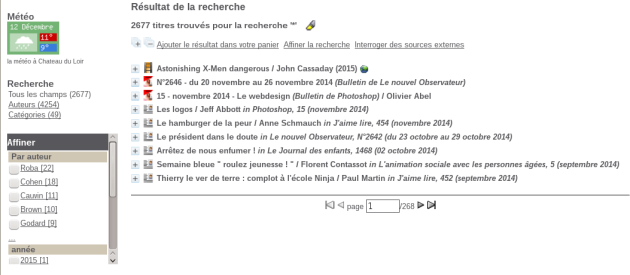 Météo
12 Décembre
11°
9°
la météo à Chateau du Loir
Recherche
Tous les champs (2677)
Auteurs (4254)
Catégories (49)
Affiner
Par auteur
Roba [22]
Cohen [18]
Cauvin [11]
Brown [10]
Godard [9]
...
année
2015 [1]
Résultat de la recherche
2677 titres trouvés pour la recherche '*'
Ajouter le résultat dans votre panier Affiner la recherche Interroger des sources externes
Astonishing X-Men dangerous / John Cassaday (2015)
N°2646 - du 20 novembre au 26 novembre 2014 (Bulletin de Le nouvel Observateur)
15 - novembre 2014 - Le webdesign (Bulletin de Photoshop) / Olivier Abel
Les logos / Jeff Abbott in Photoshop, 15 (novembre 2014)
Le hamburger de la peur / Anne Schmauch in J'aime lire, 454 (novembre 2014)
Le président dans le doute in Le nouvel Observateur, N°2642 (du 23 octobre au 29 octobre 2014)
Arrêtez de nous enfumer ! in Le Journal des enfants, 1468 (02 octobre 2014)
Semaine bleue " roulez jeunesse ! " / Florent Contassot in L'animation sociale avec les personnes âgées, 5 (septembre 2014)
Thierry le ver de terre : complot à l'école Ninja / Paul Martin in J'aime lire, 452 (septembre 2014)
page 1 /268